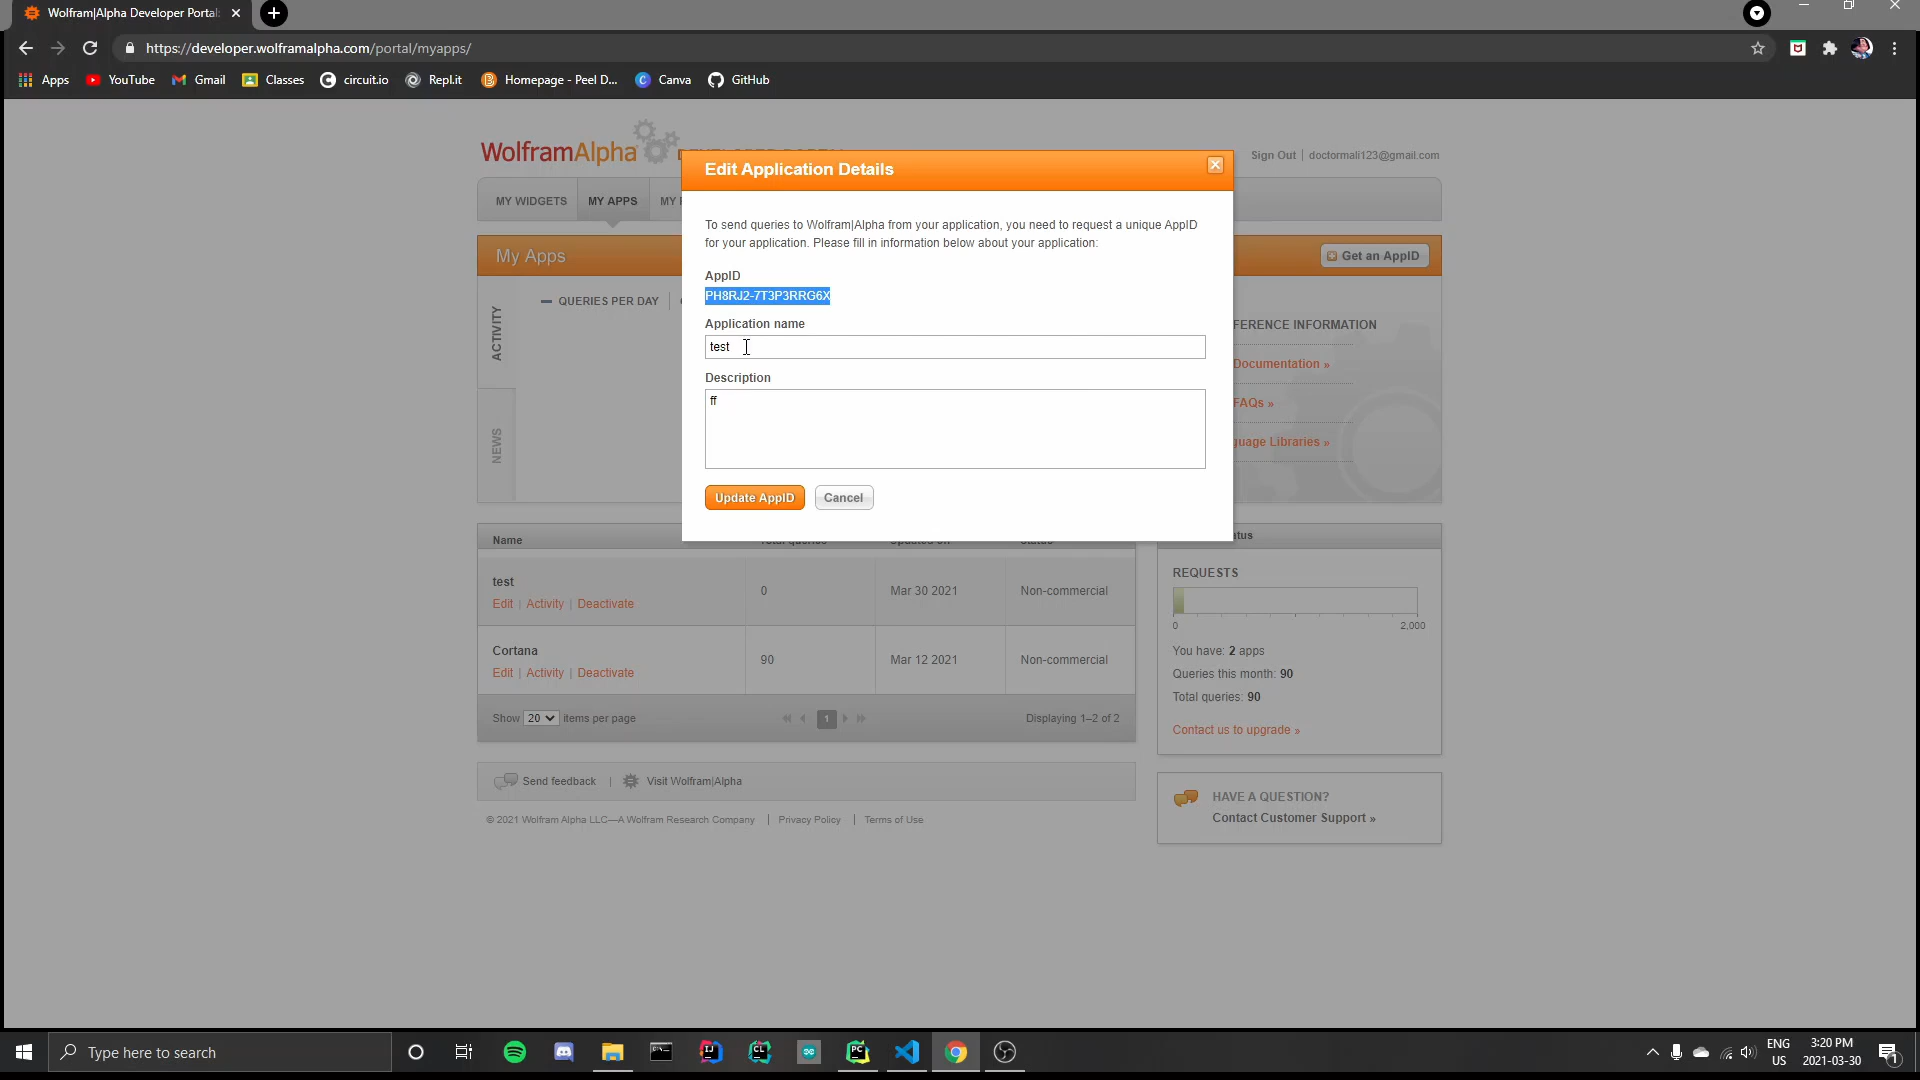 Wolfram|Alpha Developer Portal
https://developer.wolframalpha.com/portal/myapps/
Apps YouTube Gmail Classes circuit.io Repl.it Homepage - Peel D... Canva GitHub
WolframAlpha
Sign Out | doctormali123@gmail.com
Edit Application Details
MY WIDGETS MY APPS MY
To send queries to Wolfram|Alpha from your application, you need to request a unique AppID
for your application. Please fill in information below about your application:
My Apps
Get an AppID
AppID
PH8RJ2-7T3P3RRG6X
ACTIVITY
QUERIES PER DAY
Application name
FERENCE INFORMATION
test
Documentation »
Description
ff
FAQs »
NEWS
guage Libraries »
Update AppID Cancel
Name
test
Edit | Activity | Deactivate
0
Mar 30 2021
Non-commercial
Cortana
Edit | Activity | Deactivate
90
Mar 12 2021
Non-commercial
Show 20 items per page
1
Displaying 1–2 of 2
atus
REQUESTS
0 2,000
You have: 2 apps
Queries this month: 90
Total queries: 90
Contact us to upgrade »
Send feedback | Visit Wolfram|Alpha
HAVE A QUESTION?
Contact Customer Support »
© 2021 Wolfram Alpha LLC—A Wolfram Research Company | Privacy Policy | Terms of Use
Type here to search
ENG
US
3:20 PM
2021-03-30
1